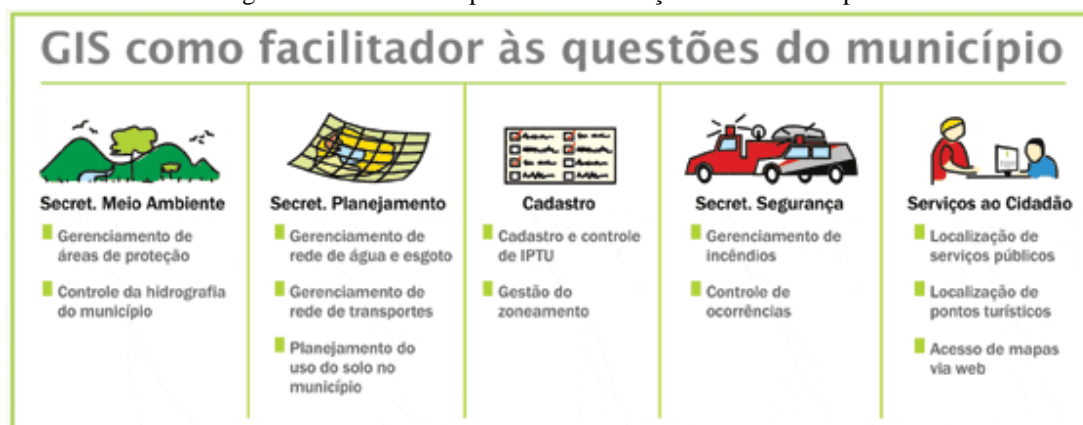 GIS como facilitador às questões do município
Secret. Meio Ambiente
Gerenciamento de
áreas de proteção
Controle da hidrografia
do município
Secret. Planejamento
Gerenciamento de
rede de água e esgoto
Gerenciamento de
rede de transportes
Planejamento do
uso do solo no
município
Cadastro
Cadastro e controle
de IPTU
Gestão do
zoneamento
Secret. Segurança
Gerenciamento de
incêndios
Controle de
ocorrências
Serviços ao Cidadão
Localização de
serviços públicos
Localização de
pontos turísticos
Acesso de mapas
via web